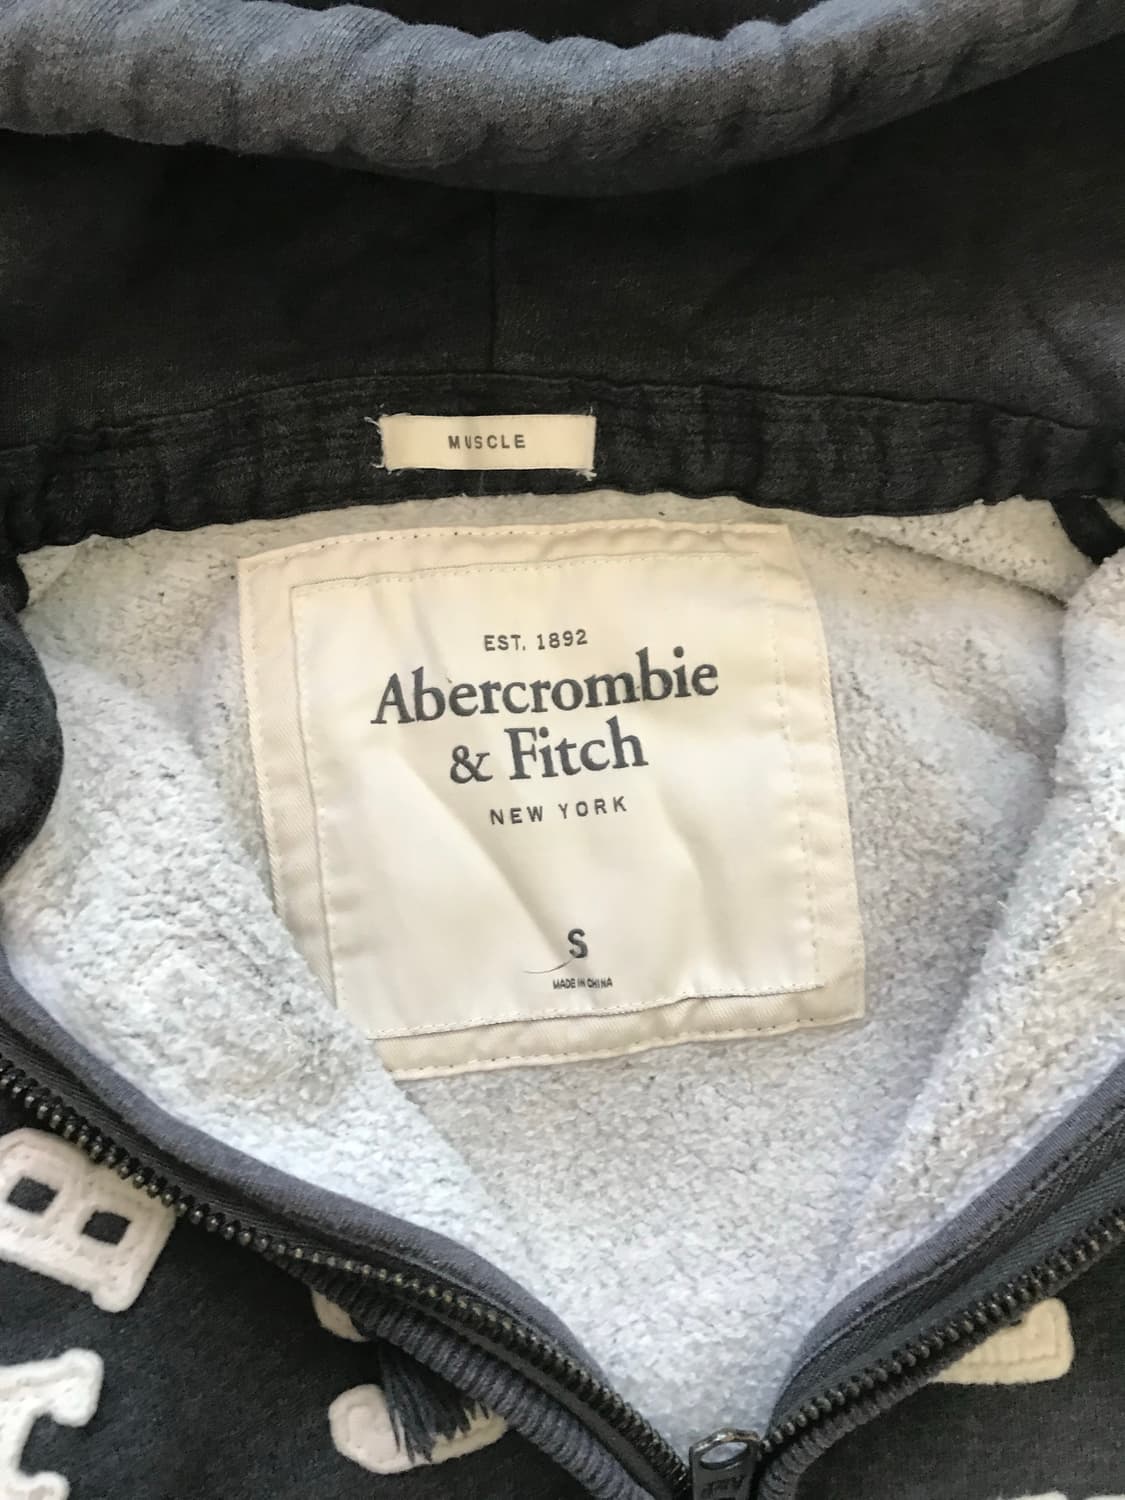 MUSCLE
EST. 1892
Abercrombie
& Fitch
NEW YORK
S
MADE IN CHINA
B
A